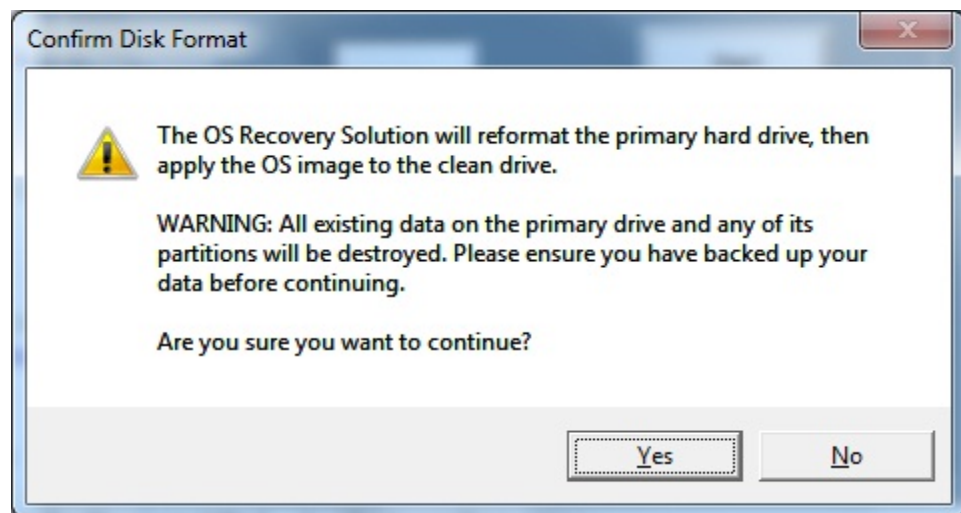 Confirm Disk Format
The OS Recovery Solution will reformat the primary hard drive, then
apply the OS image to the clean drive.
WARNING: All existing data on the primary drive and any of its
partitions will be destroyed. Please ensure you have backed up your
data before continuing.
Are you sure you want to continue?
Yes
No